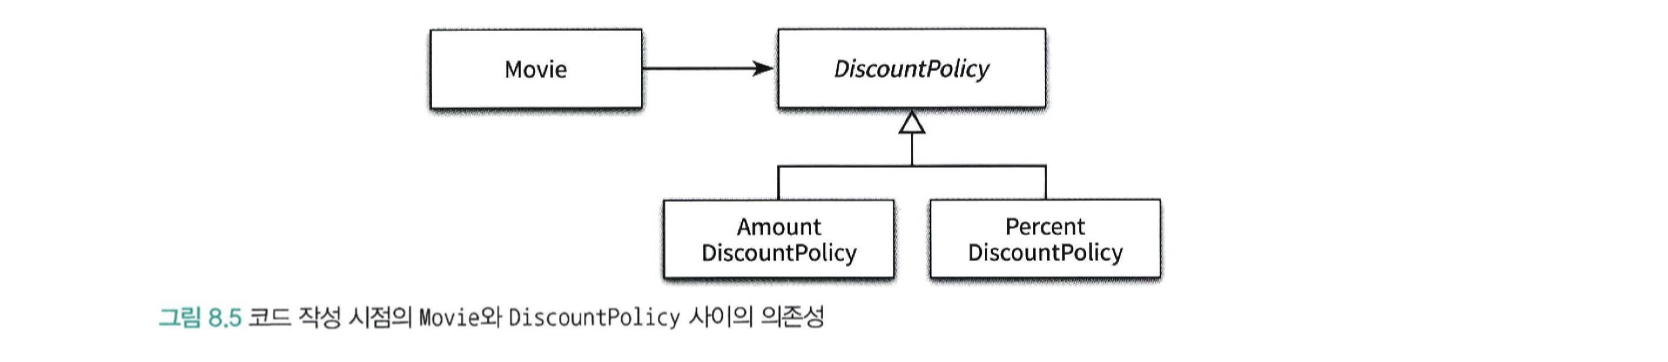 Movie
DiscountPolicy
Amount
DiscountPolicy
Percent
DiscountPolicy
그림 8.5 코드 작성 시점의 Movie와 DiscountPolicy 사이의 의존성